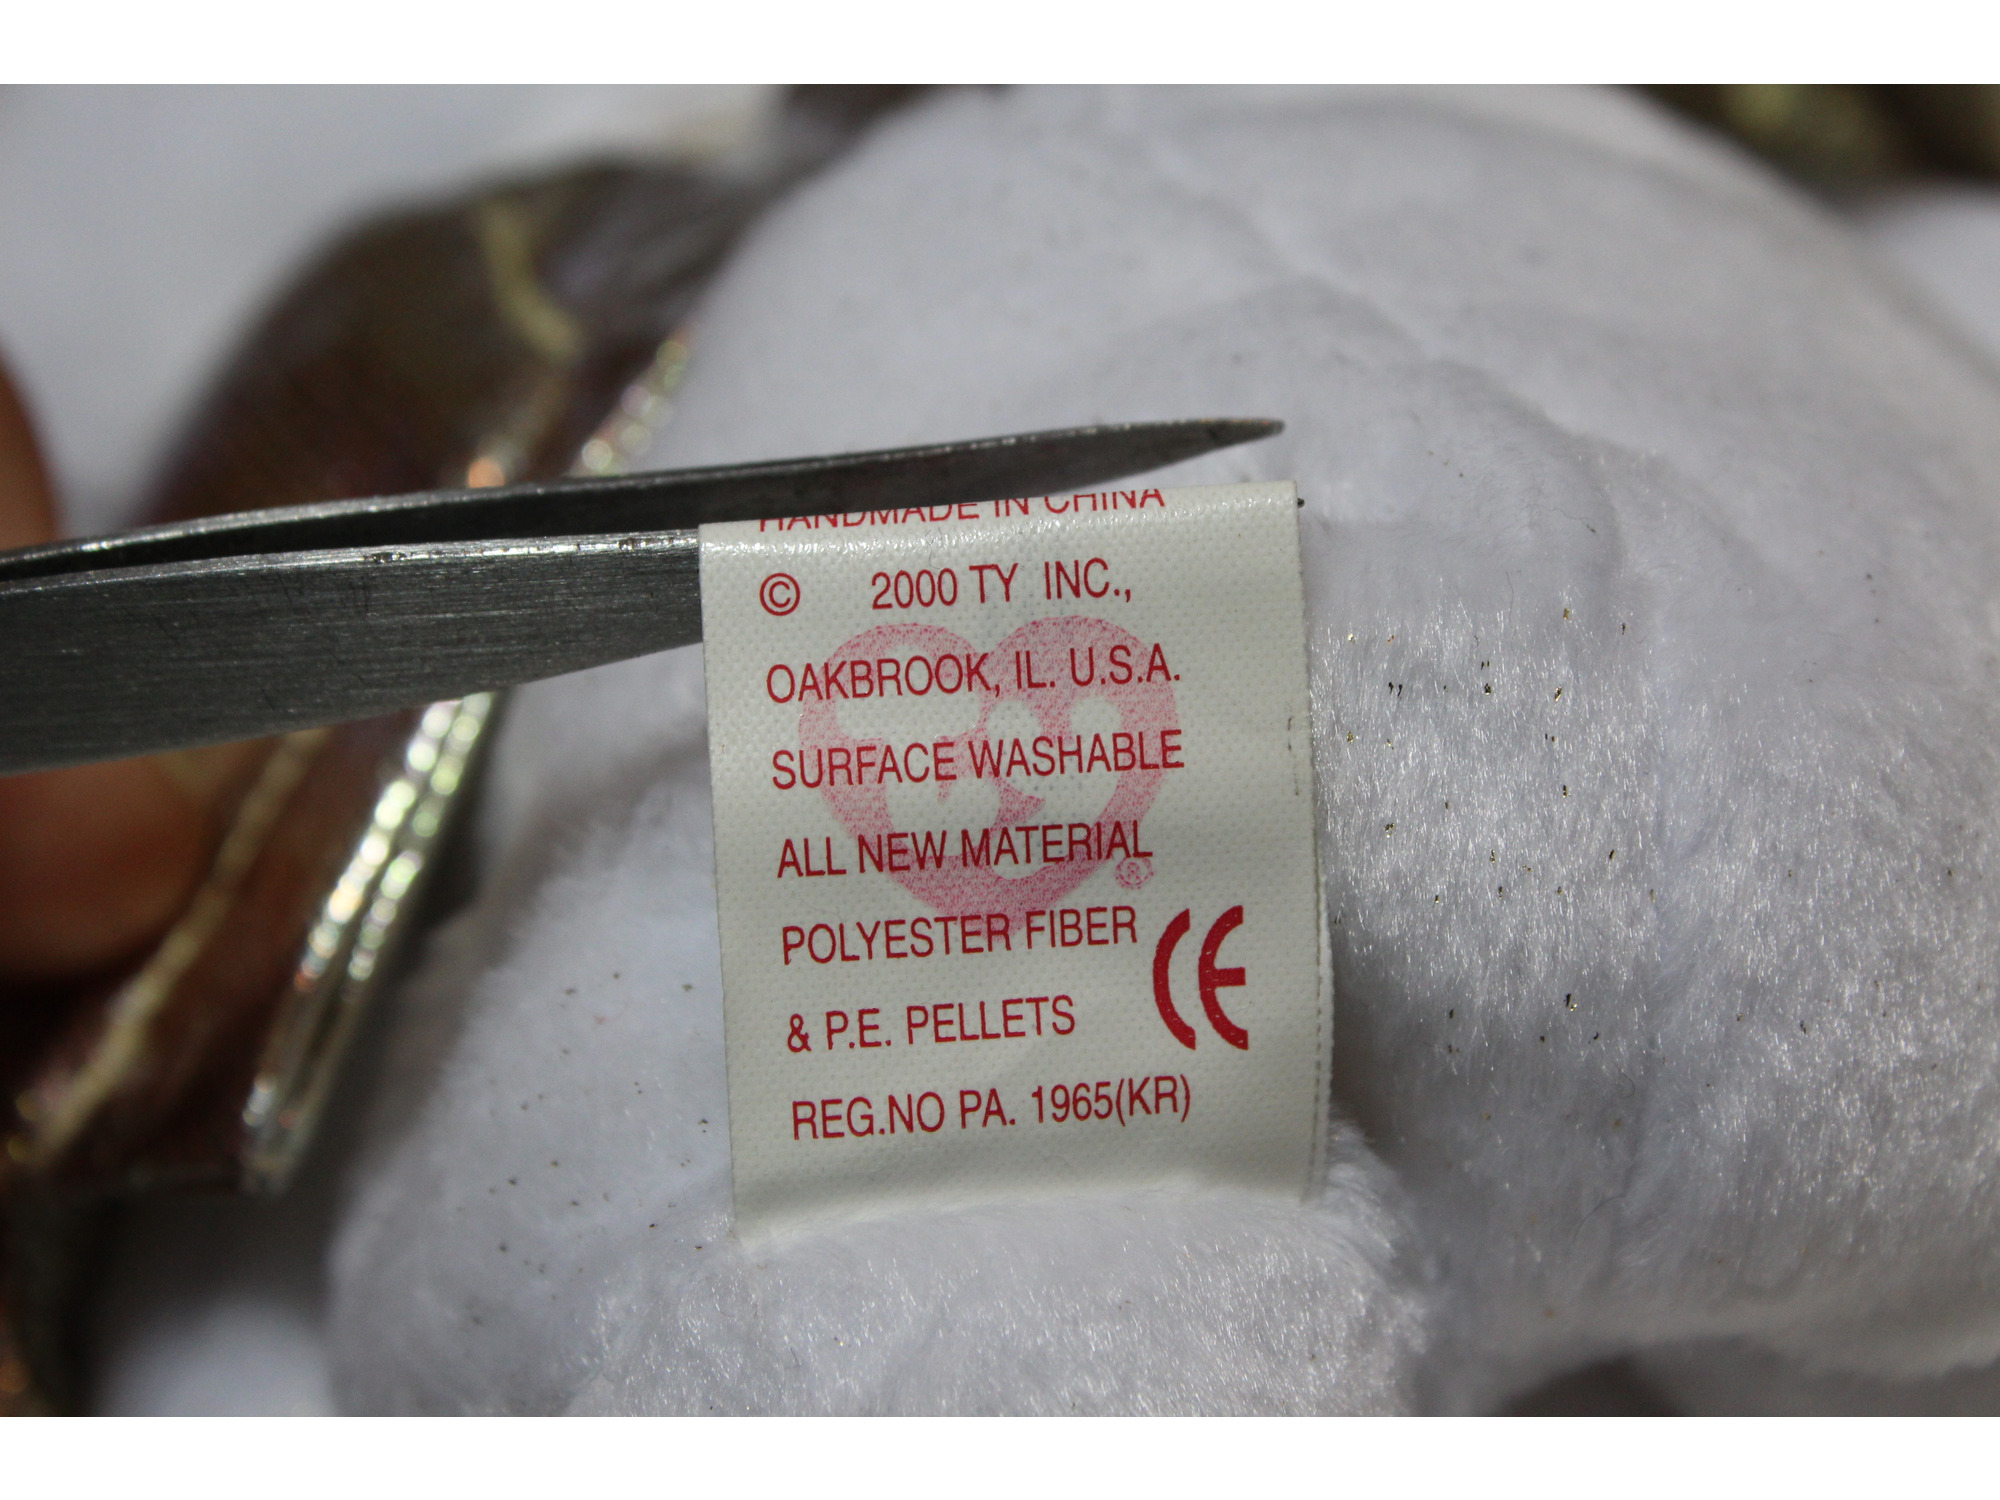 HANDMADE IN CHINA
© 2000 TY INC.,
OAKBROOK, IL. U.S.A.
SURFACE WASHABLE
ALL NEW MATERIAL
POLYESTER FIBER
& P.E. PELLETS
REG.NO PA. 1965(KR)
CE
ty
®